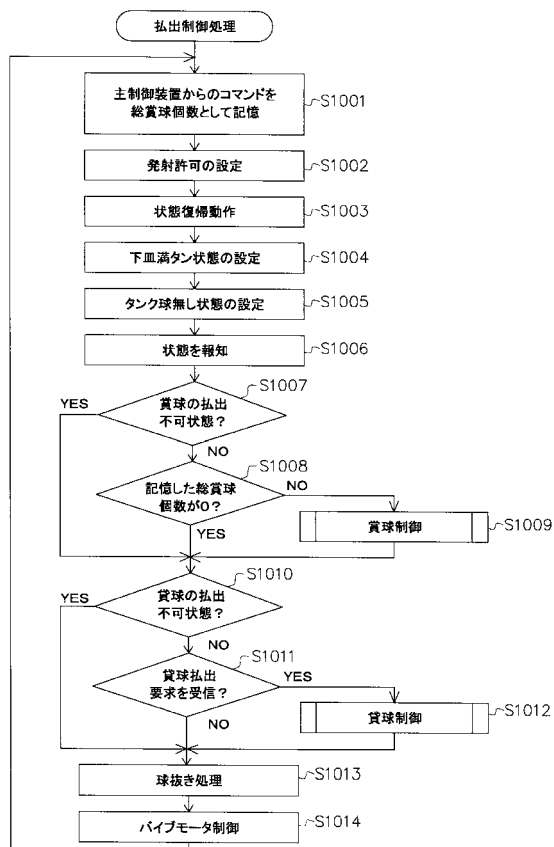 払出制御処理
主制御装置からのコマンドを
総賞球個数として記憶
S1001
発射許可の設定
S1002
状態復帰動作
S1003
下皿満タン状態の設定
S1004
タンク球無し状態の設定
S1005
状態を報知
S1006
S1007
YES
賞球の払出
不可状態?
NO
S1008
記憶した総賞球
個数が0?
NO
YES
賞球制御
S1009
S1010
YES
貸球の払出
不可状態?
NO
S1011
貸球払出
要求を受信?
YES
NO
貸球制御
S1012
球抜き処理
S1013
バイブモータ制御
S1014